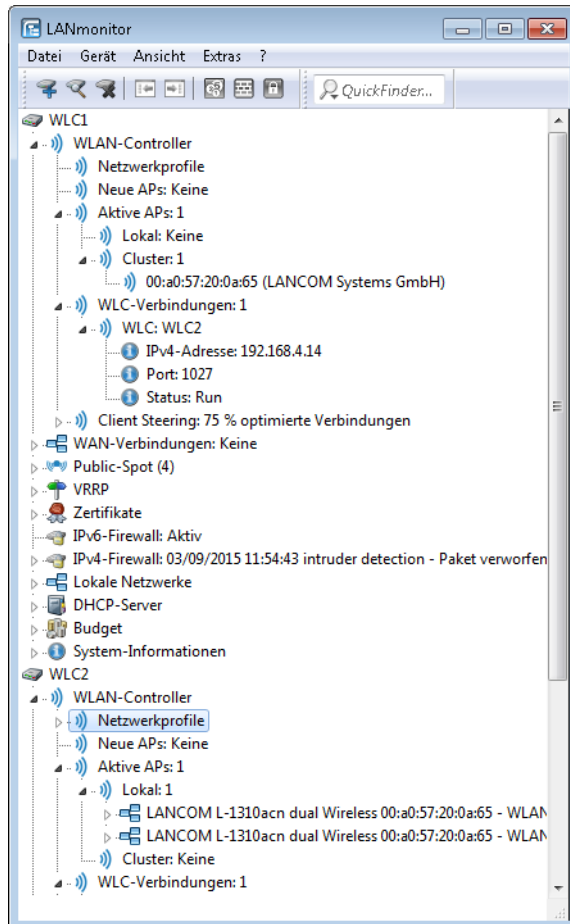 LANmonitor
Datei Gerät Ansicht Extras ?
QuickFinder...
WLC1
WLAN-Controller
Netzwerkprofile
Neue APs: Keine
Aktive APs: 1
Lokal: Keine
Cluster: 1
00:a0:57:20:0a:65 (LANCOM Systems GmbH)
WLC-Verbindungen: 1
WLC: WLC2
IPv4-Adresse: 192.168.4.14
Port: 1027
Status: Run
Client Steering: 75 % optimierte Verbindungen
WAN-Verbindungen: Keine
Public-Spot (4)
VRRP
Zertifikate
IPv6-Firewall: Aktiv
IPv4-Firewall: 03/09/2015 11:54:43 intruder detection - Paket verworfen
Lokale Netzwerke
DHCP-Server
Budget
System-Informationen
WLC2
WLAN-Controller
Netzwerkprofile
Neue APs: Keine
Aktive APs: 1
Lokal: 1
LANCOM L-1310acn dual Wireless 00:a0:57:20:0a:65 - WLAN
LANCOM L-1310acn dual Wireless 00:a0:57:20:0a:65 - WLAN
Cluster: Keine
WLC-Verbindungen: 1